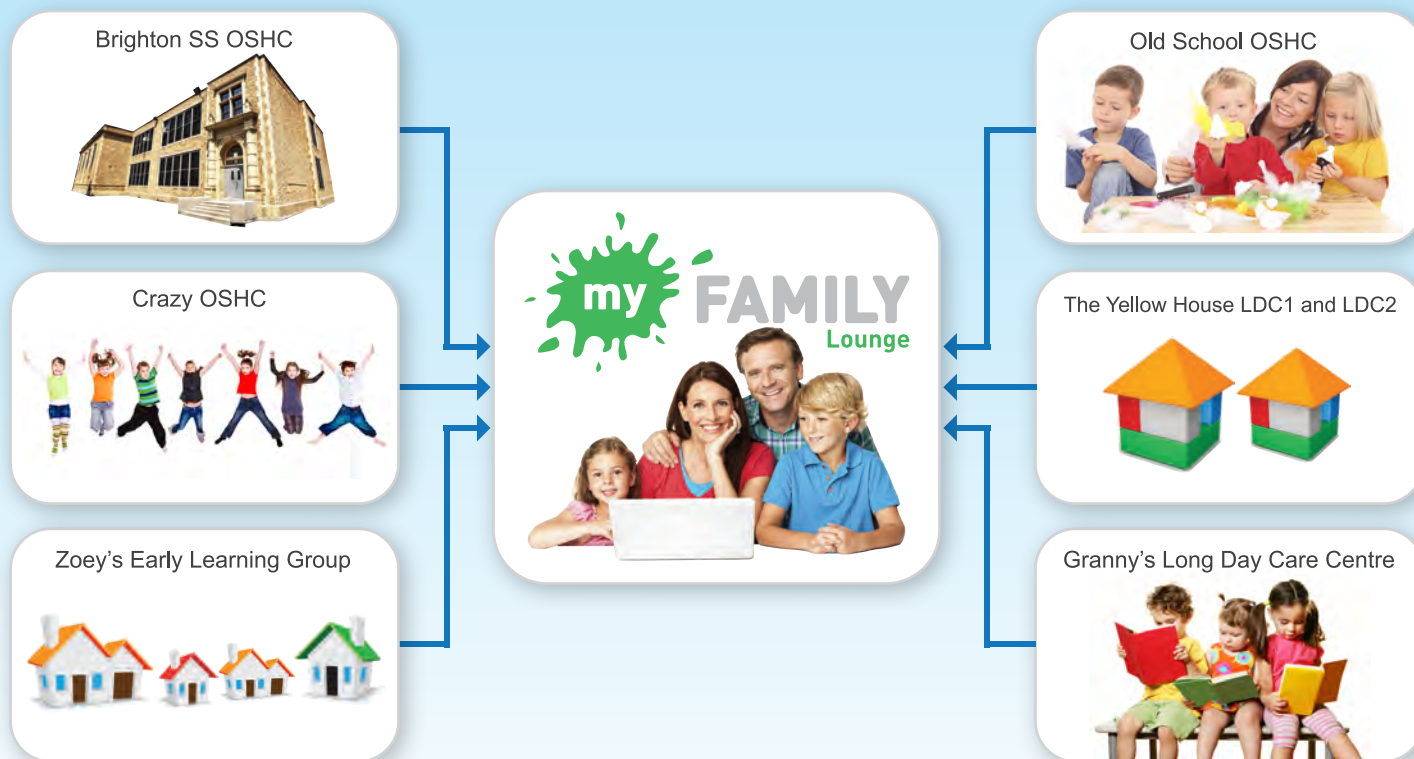 Brighton SS OSHC
Old School OSHC
my FAMILY
Lounge
Crazy OSHC
The Yellow House LDC1 and LDC2
Zoey's Early Learning Group
Granny's Long Day Care Centre